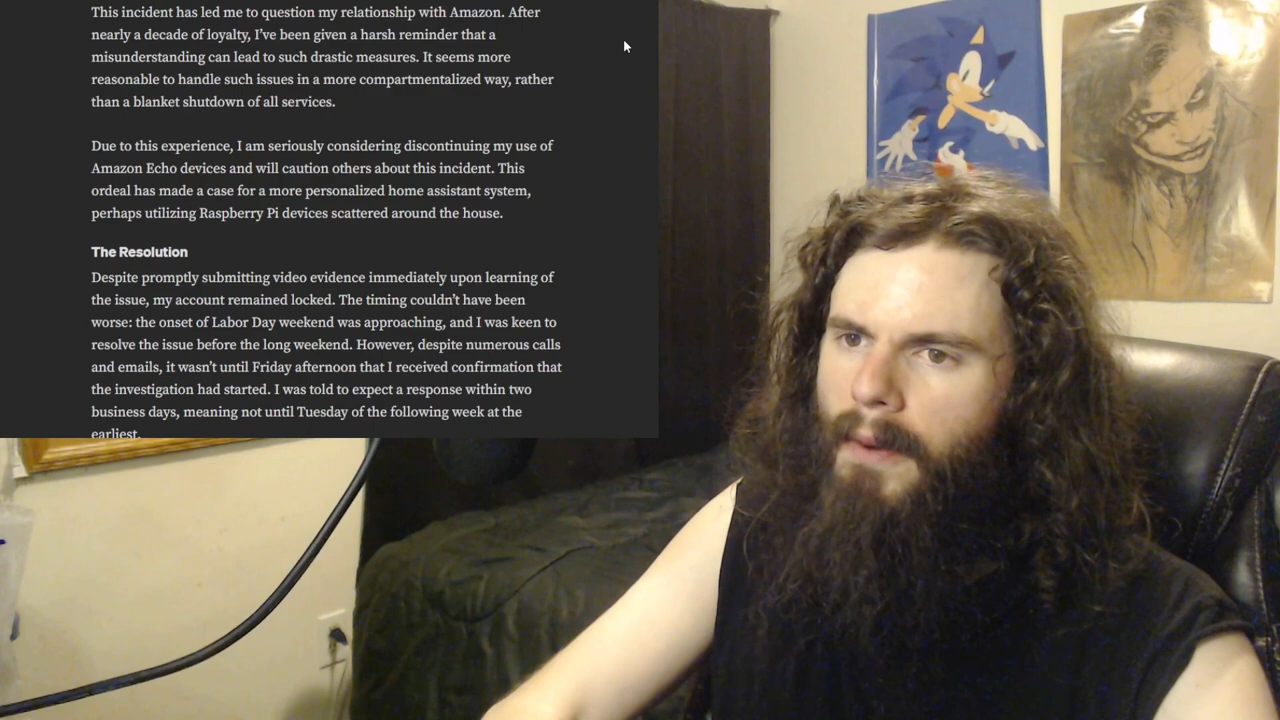 This incident has led me to question my relationship with Amazon. After
nearly a decade of loyalty, I’ve been given a harsh reminder that a
misunderstanding can lead to such drastic measures. It seems more
reasonable to handle such issues in a more compartmentalized way, rather
than a blanket shutdown of all services.
Due to this experience, I am seriously considering discontinuing my use of
Amazon Echo devices and will caution others about this incident. This
ordeal has made a case for a more personalized home assistant system,
perhaps utilizing Raspberry Pi devices scattered around the house.
The Resolution
Despite promptly submitting video evidence immediately upon learning of
the issue, my account remained locked. The timing couldn’t have been
worse: the onset of Labor Day weekend was approaching, and I was keen to
resolve the issue before the long weekend. However, despite numerous calls
and emails, it wasn’t until Friday afternoon that I received confirmation that
the investigation had started. I was told to expect a response within two
business days, meaning not until Tuesday of the following week at the
earliest.